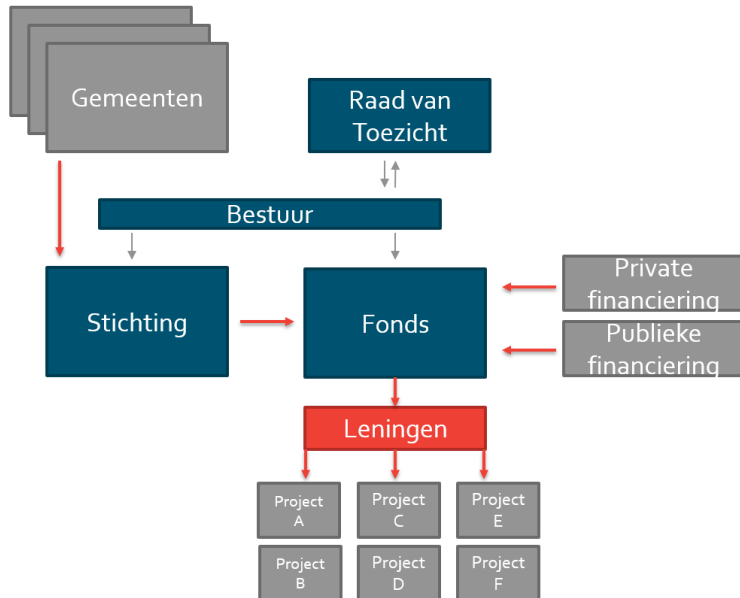 Gemeenten
Raad van
Toezicht
Bestuur
Stichting
Fonds
Private
financiering
Publieke
financiering
Leningen
Project
A
Project
C
Project
E
Project
B
Project
D
Project
F